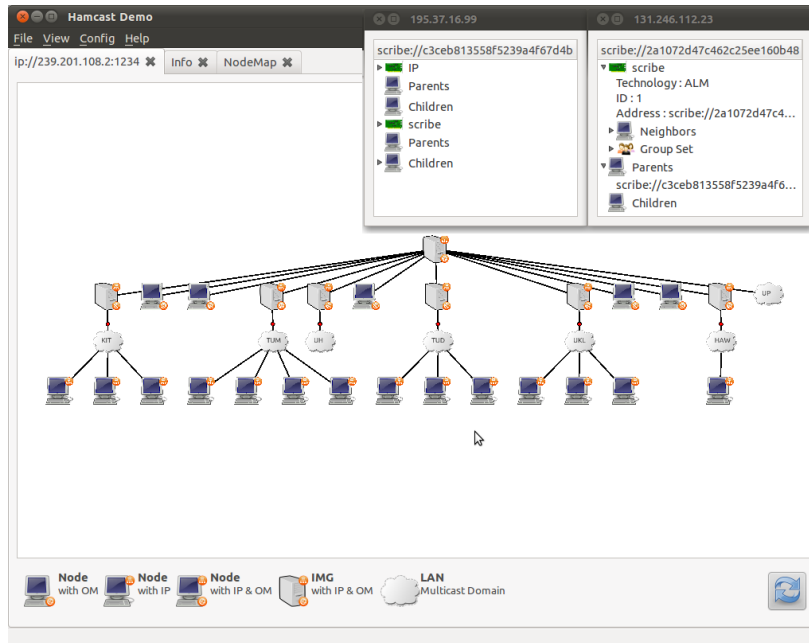 Hamcast Demo
File View Config Help
ip://239.201.108.2:1234
Info
NodeMap
195.37.16.99
scribe://c3ceb813558f5239a4f67d4b
IP
Parents
Children
scribe
Parents
Children
131.246.112.23
scribe://2a1072d47c462c25ee160b48
scribe
Technology : ALM
ID : 1
Address : scribe://2a1072d47c4...
Neighbors
Group Set
Parents
scribe://c3ceb813558f5239a4f6...
Children
UP
KIT
TUM
UH
TUD
UKL
HAW
Node
with OM
Node
with IP
Node
with IP & OM
IMG
with IP & OM
LAN
Multicast Domain